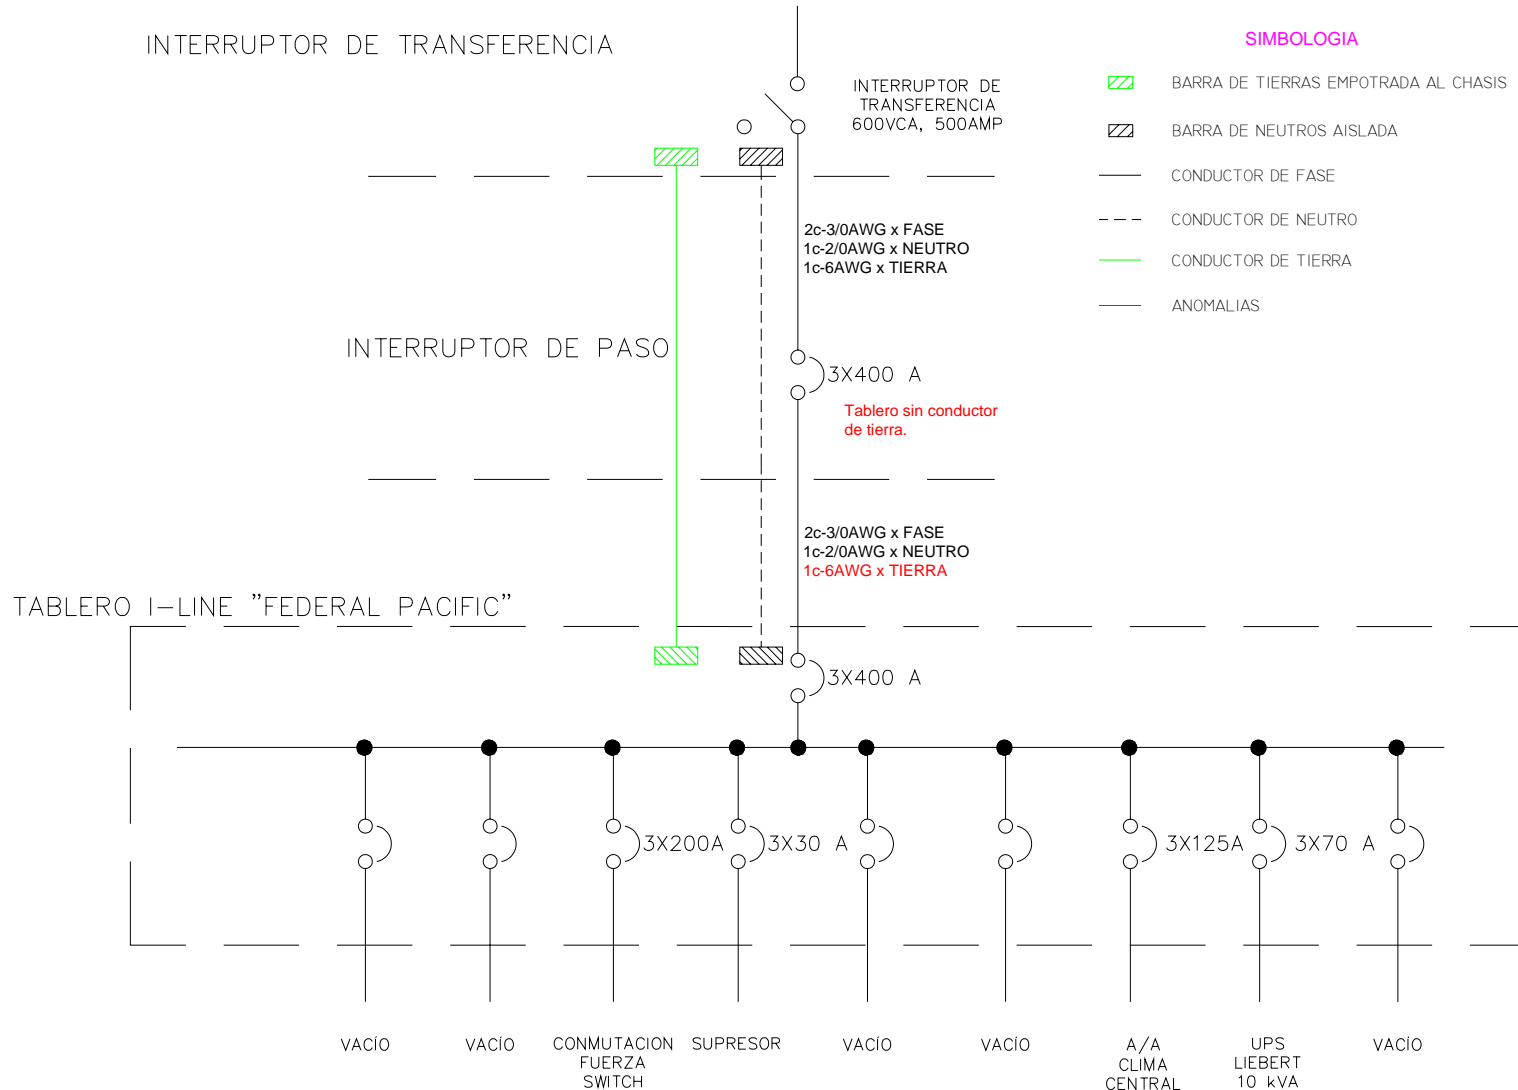 INTERRUPTOR DE TRANSFERENCIA
INTERRUPTOR DE
TRANSFERENCIA
600VCA, 500AMP
SIMBOLOGIA
BARRA DE TIERRAS EMPOTRADA AL CHASIS
BARRA DE NEUTROS AISLADA
CONDUCTOR DE FASE
CONDUCTOR DE NEUTRO
CONDUCTOR DE TIERRA
ANOMALIAS
2c-3/0AWG x FASE
1c-2/0AWG x NEUTRO
1c-6AWG x TIERRA
INTERRUPTOR DE PASO
3X400 A
Tablero sin conductor
de tierra.
2c-3/0AWG x FASE
1c-2/0AWG x NEUTRO
1c-6AWG x TIERRA
TABLERO I-LINE "FEDERAL PACIFIC"
3X400 A
3X200A
3X30 A
3X125A
3X70 A
VACÍO
VACÍO
CONMUTACION
FUERZA
SWITCH
SUPRESOR
VACÍO
VACÍO
A/A
CLIMA
CENTRAL
UPS
LIEBERT
10 kVA
VACÍO